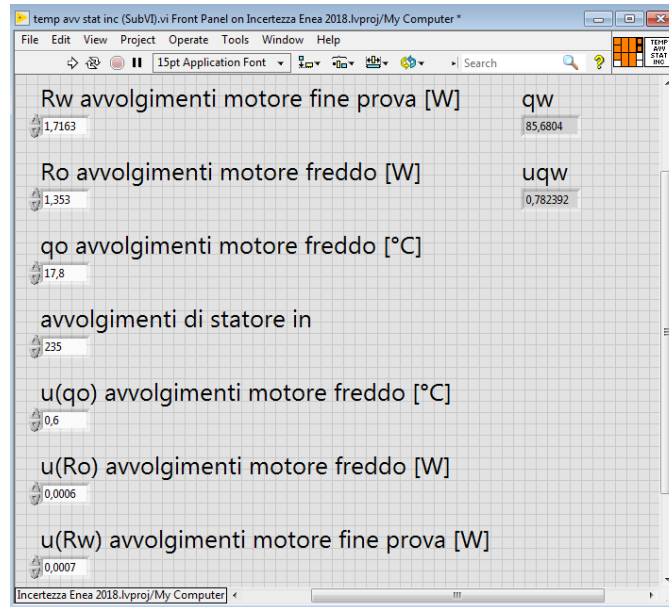 temp avv stat inc (SubVI).vi Front Panel on Incertezza Enea 2018.lvproj/My Computer *
File Edit View Project Operate Tools Window Help
15pt Application Font Search ? TEMP AVV STAT INC
Rw avvolgimenti motore fine prova [W] qw
1,7163 85,6804
Ro avvolgimenti motore freddo [W] uqw
1,353 0,782392
qo avvolgimenti motore freddo [°C]
17,8
avvolgimenti di statore in
235
u(qo) avvolgimenti motore freddo [°C]
0,6
u(Ro) avvolgimenti motore freddo [W]
0,0006
u(Rw) avvolgimenti motore fine prova [W]
0,0007
Incertezza Enea 2018.lvproj/My Computer